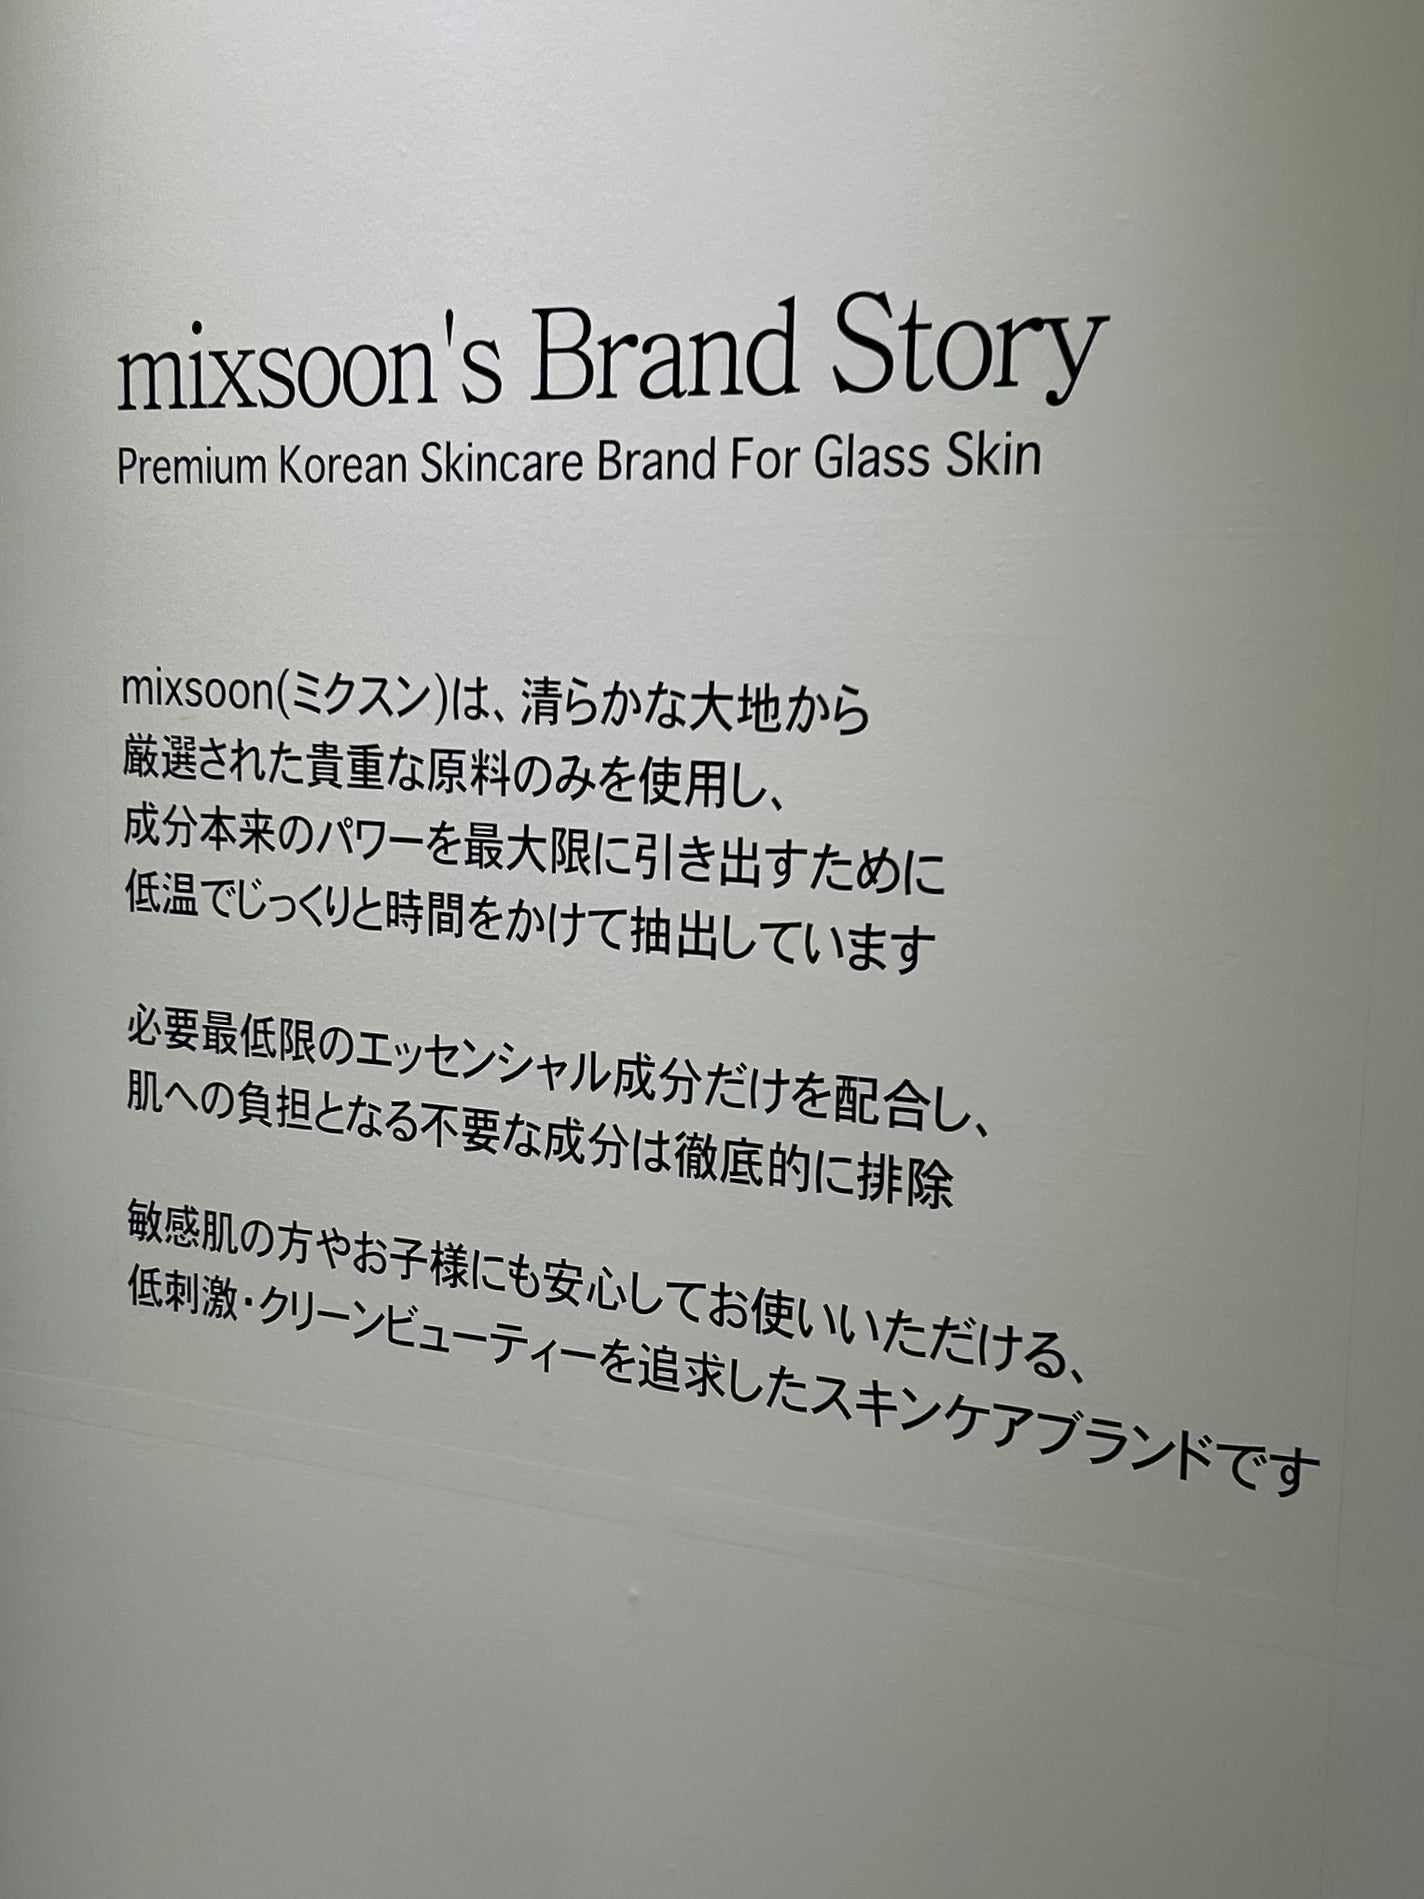 mixsoon's Brand Story
Premium Korean Skincare Brand For Glass Skin
mixsoon(ミクスン)は、清らかな大地から
厳選された貴重な原料のみを使用し、
成分本来のパワーを最大限に引き出すために
低温でじっくりと時間をかけて抽出しています
必要最低限のエッセンシャル成分だけを配合し、
肌への負担となる不要な成分は徹底的に排除
敏感肌の方やお子様にも安心してお使いいただける、
低刺激・クリーンビューティーを追求したスキンケアブランドです